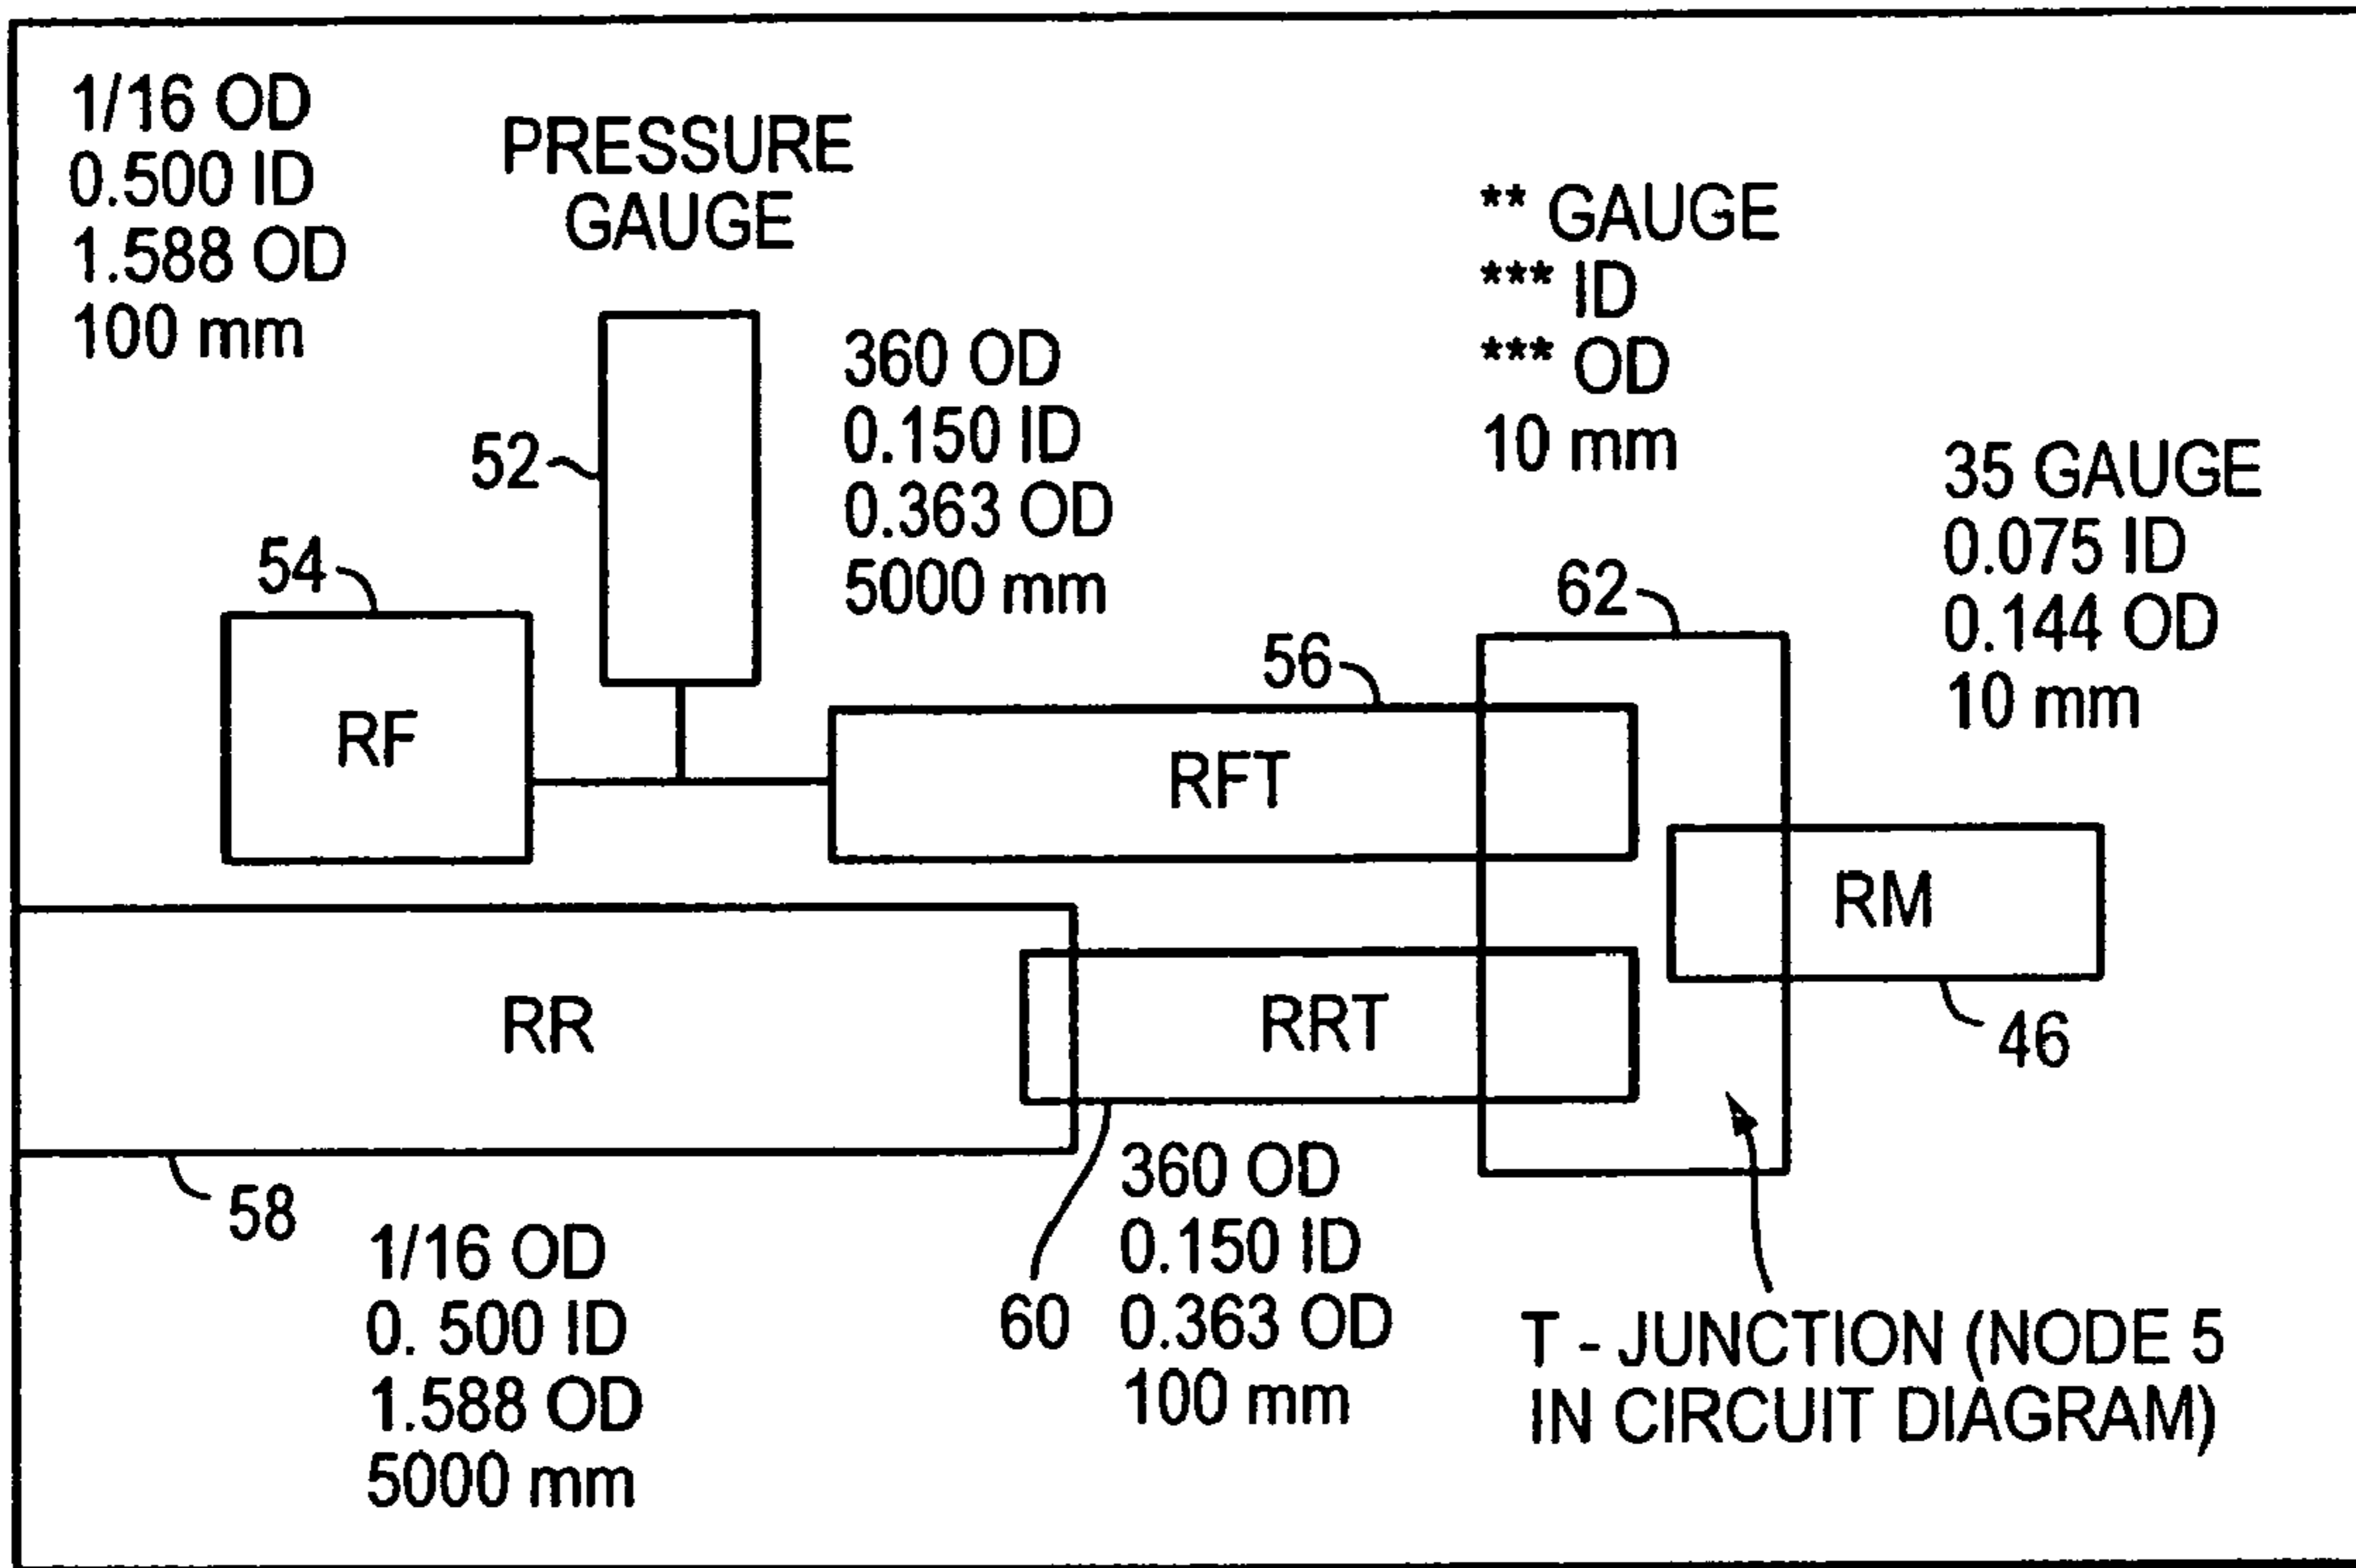 1/16 OD
0.500 ID
1.588 OD
100 mm
PRESSURE
GAUGE
** GAUGE
*** ID
*** OD
10 mm
360 OD
0.150 ID
0.363 OD
5000 mm
35 GAUGE
0.075 ID
0.144 OD
10 mm
52
54
62
56
RF
RFT
RM
RR
RRT
46
58
60
1/16 OD
0. 500 ID
1.588 OD
5000 mm
360 OD
0.150 ID
0.363 OD
100 mm
T - JUNCTION (NODE 5
IN CIRCUIT DIAGRAM)